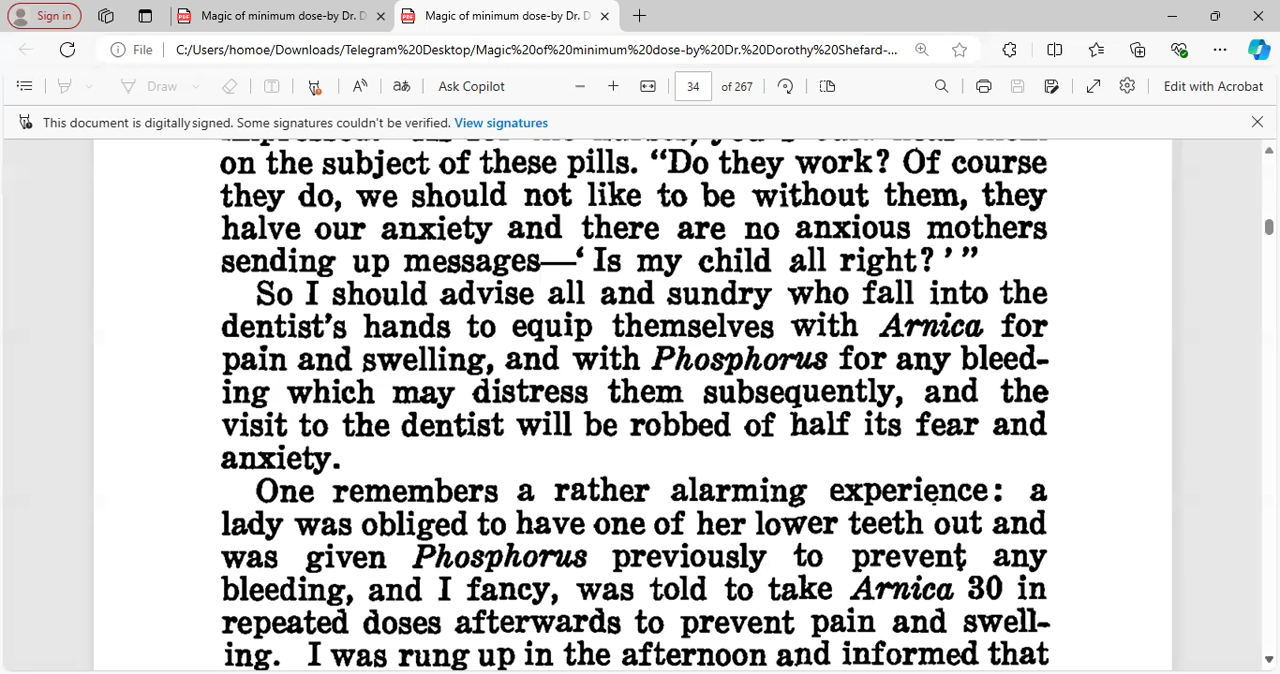 Sign in
Magic of minimum dose-by Dr. D
Magic of minimum dose-by Dr. D
File
C:/Users/homoe/Downloads/Telegram%20Desktop/Magic%20of%20minimum%20dose-by%20Dr.%20Dorothy%20Shefard-...
Draw
aあ
Ask Copilot
34
of 267
Edit with Acrobat
This document is digitally signed. Some signatures couldn't be verified. View signatures
on the subject of these pills. “Do they work? Of course
they do, we should not like to be without them, they
halve our anxiety and there are no anxious mothers
sending up messages—‘Is my child all right?’”
So I should advise all and sundry who fall into the
dentist’s hands to equip themselves with Arnica for
pain and swelling, and with Phosphorus for any bleed-
ing which may distress them subsequently, and the
visit to the dentist will be robbed of half its fear and
anxiety.
One remembers a rather alarming experience: a
lady was obliged to have one of her lower teeth out and
was given Phosphorus previously to prevent any
bleeding, and I fancy, was told to take Arnica 30 in
repeated doses afterwards to prevent pain and swell-
ing. I was rung up in the afternoon and informed that